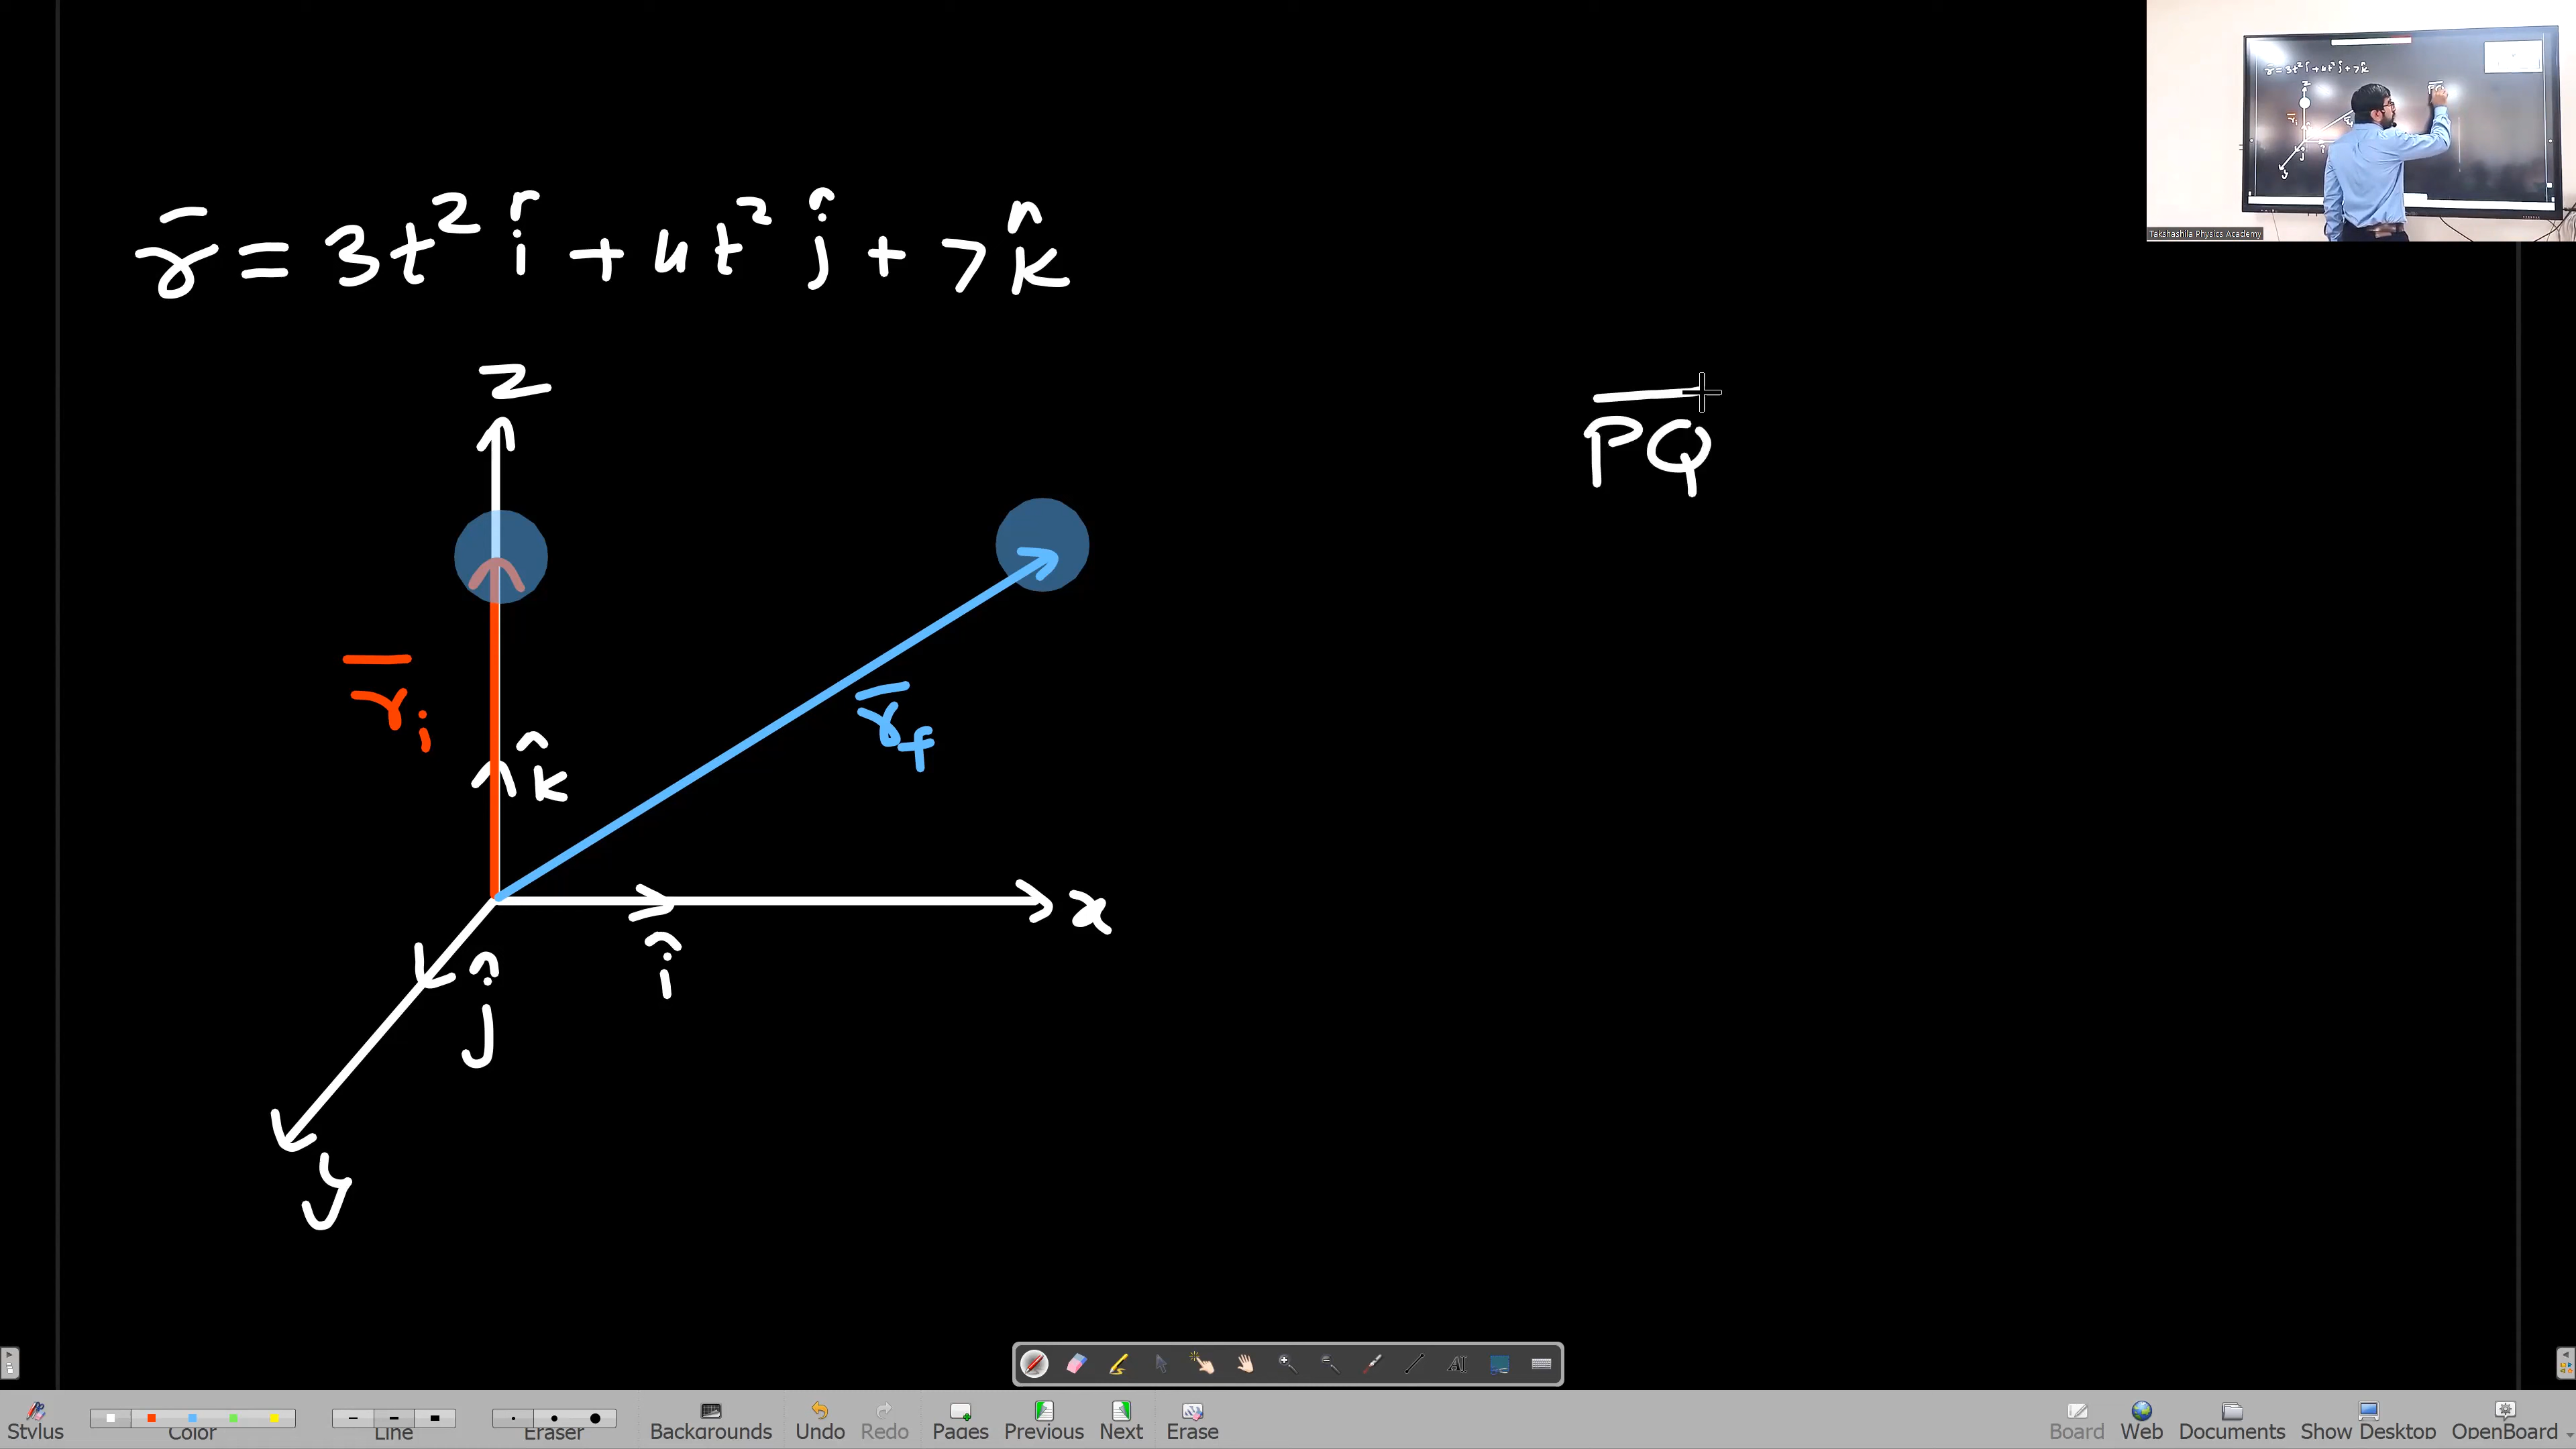 r̄ = 3t² î + 4t² ĵ + 7k̂
z
P̅Q̅
r̅ᵢ
r̅f
k̂
x
î
ĵ
y
Takshashila Physics Academy
Stylus Color Line Eraser Backgrounds Undo Redo Pages Previous Next Erase Board Web Documents Show Desktop OpenBoard